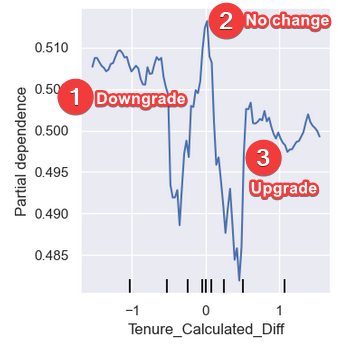 2 No change
0.510
0.50
1 Downgrade
0.500
3
0.495
Upgrade
0.490
0.485
Partial dependence
−1 0 1
Tenure_Calculated_Diff